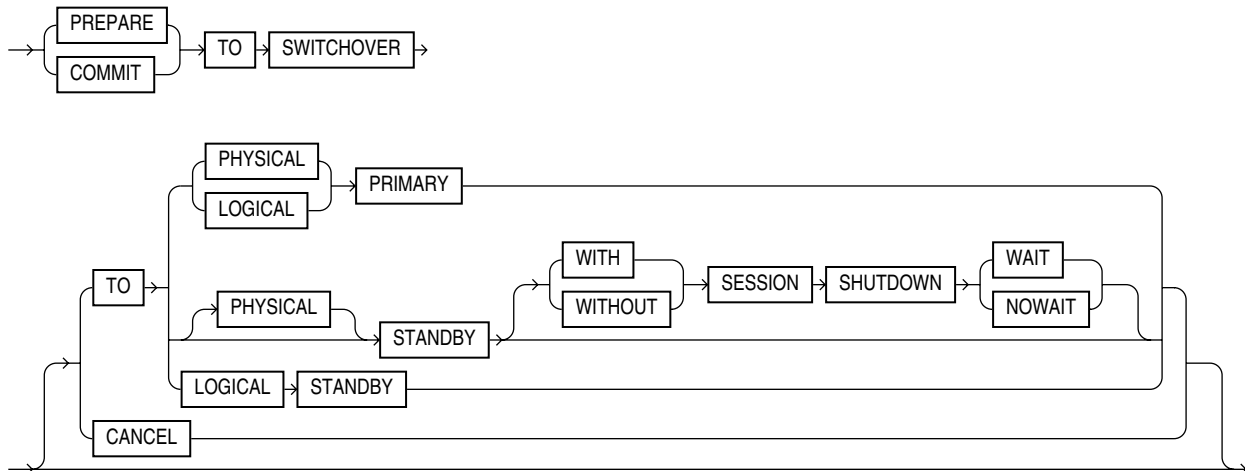 PREPARE
COMMIT
TO
SWITCHOVER
PHYSICAL
LOGICAL
PRIMARY
TO
WITH
WITHOUT
SESSION
SHUTDOWN
WAIT
NOWAIT
PHYSICAL
STANDBY
LOGICAL
STANDBY
CANCEL